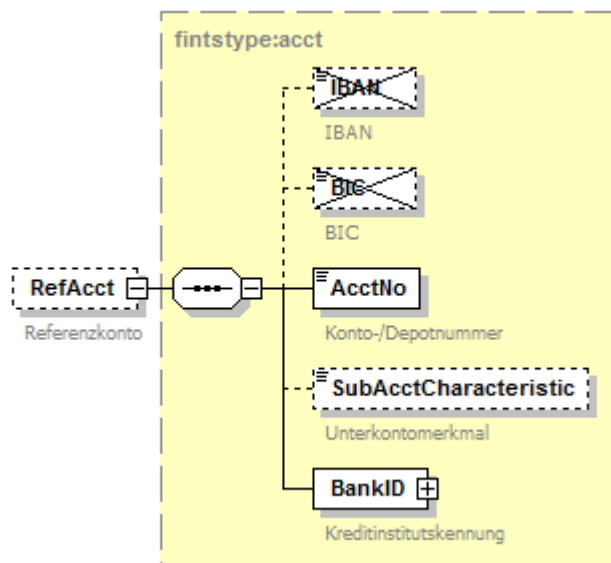 fintstype:acct
IBAN
IBAN
BIC
BIC
RefAcct
Referenzkonto
AcctNo
Konto-/Depotnummer
SubAcctCharacteristic
Unterkontomerkmal
BankID
Kreditinstitutskennung